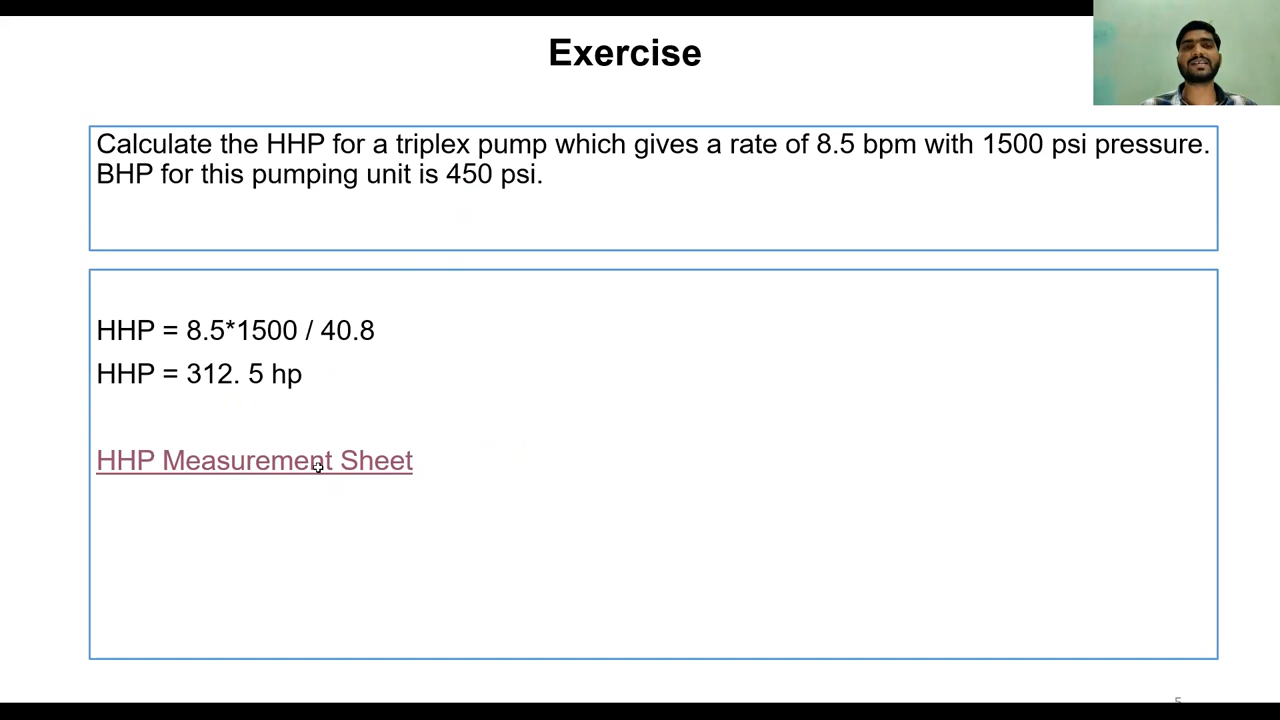 Exercise
Calculate the HHP for a triplex pump which gives a rate of 8.5 bpm with 1500 psi pressure.
BHP for this pumping unit is 450 psi.
HHP = 8.5*1500 / 40.8
HHP = 312. 5 hp
HHP Measurement Sheet
5